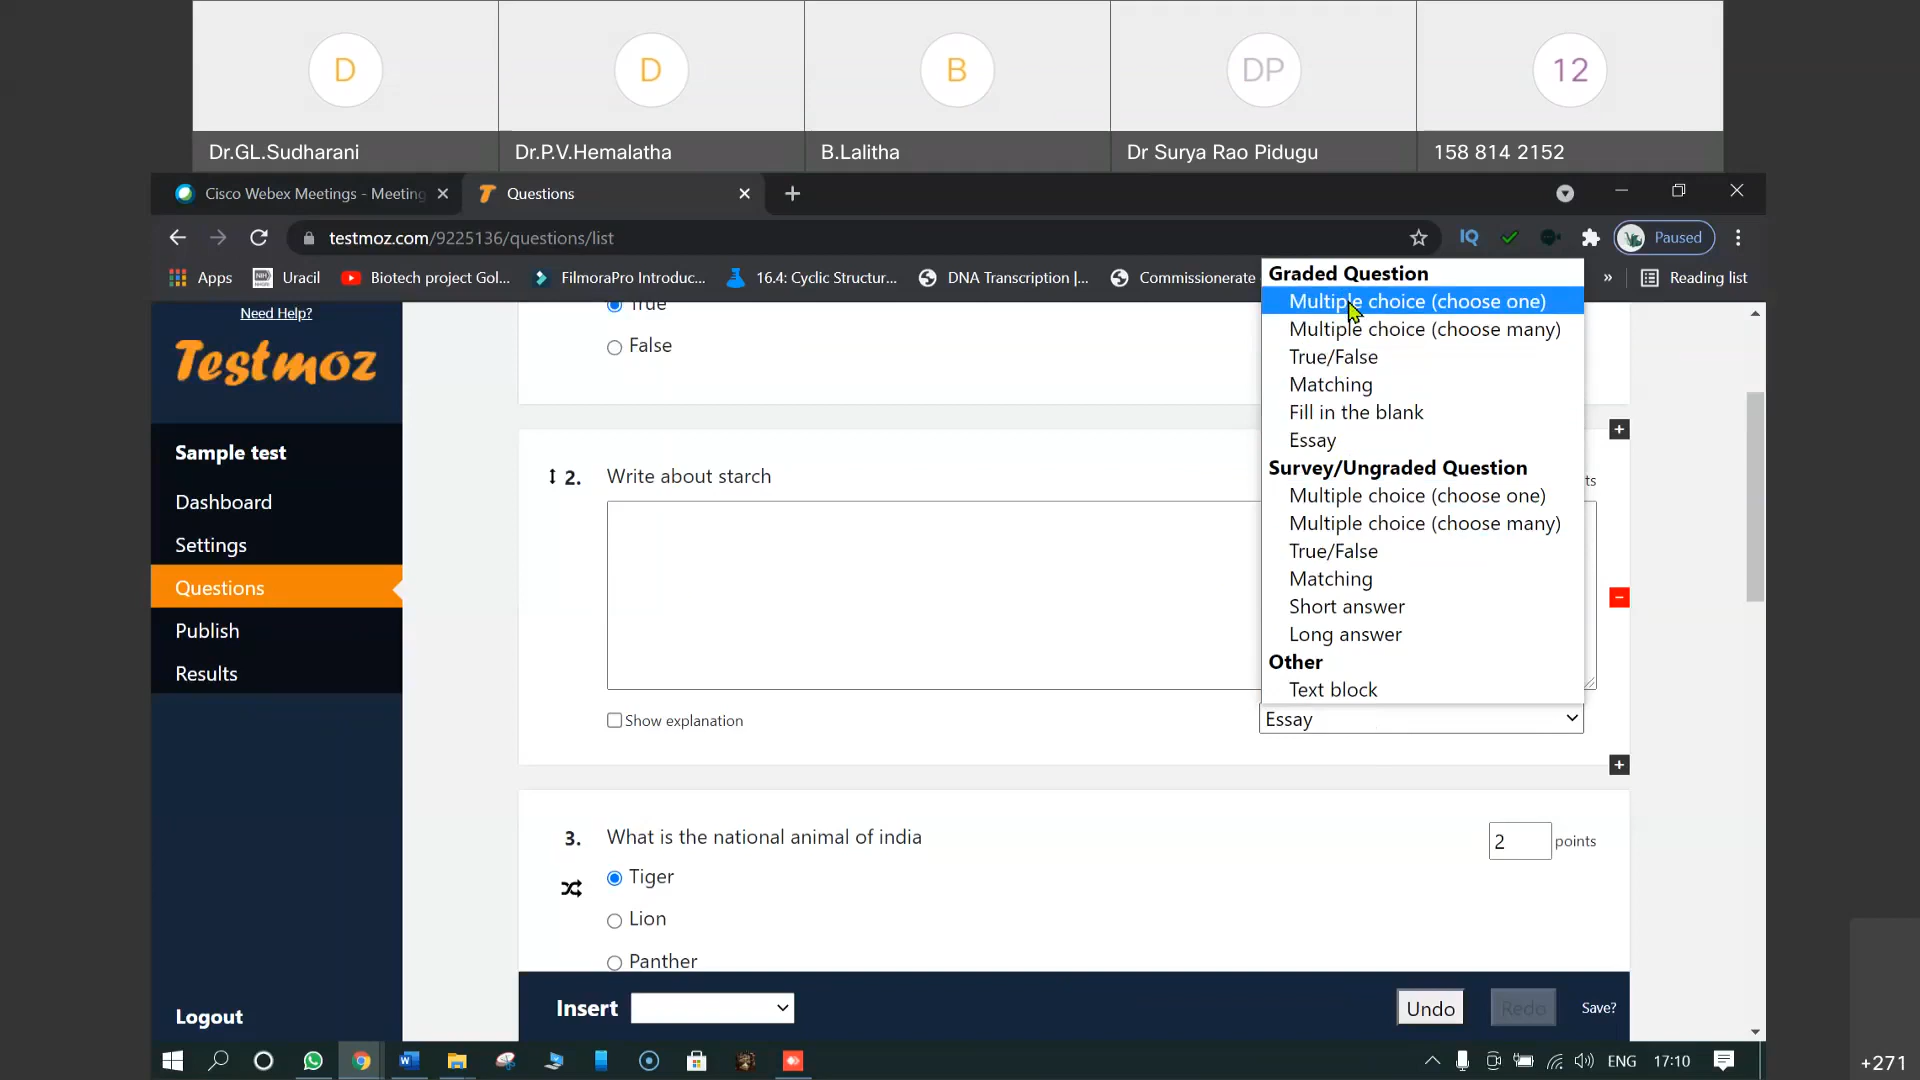 D
D
B
DP
12
Dr.GL.Sudharani
Dr.P.V.Hemalatha
B.Lalitha
Dr Surya Rao Pidugu
158 814 2152
Cisco Webex Meetings - Meeting
Questions
testmoz.com/9225136/questions/list
IQ
Paused
Apps
Uracil
Biotech project Gol...
FilmoraPro Introduc...
16.4: Cyclic Structur...
DNA Transcription |...
Commissionerate
»
Reading list
Need Help?
Testmoz
Sample test
Dashboard
Settings
Questions
Publish
Results
Logout
True
False
2.
Write about starch
ts
Show explanation
Graded Question
Multiple choice (choose one)
Multiple choice (choose many)
True/False
Matching
Fill in the blank
Essay
Survey/Ungraded Question
Multiple choice (choose one)
Multiple choice (choose many)
True/False
Matching
Short answer
Long answer
Other
Text block
Essay
3.
What is the national animal of india
2 points
Tiger
Lion
Panther
Insert
Undo
Redo
Save?
ENG
17:10
+271